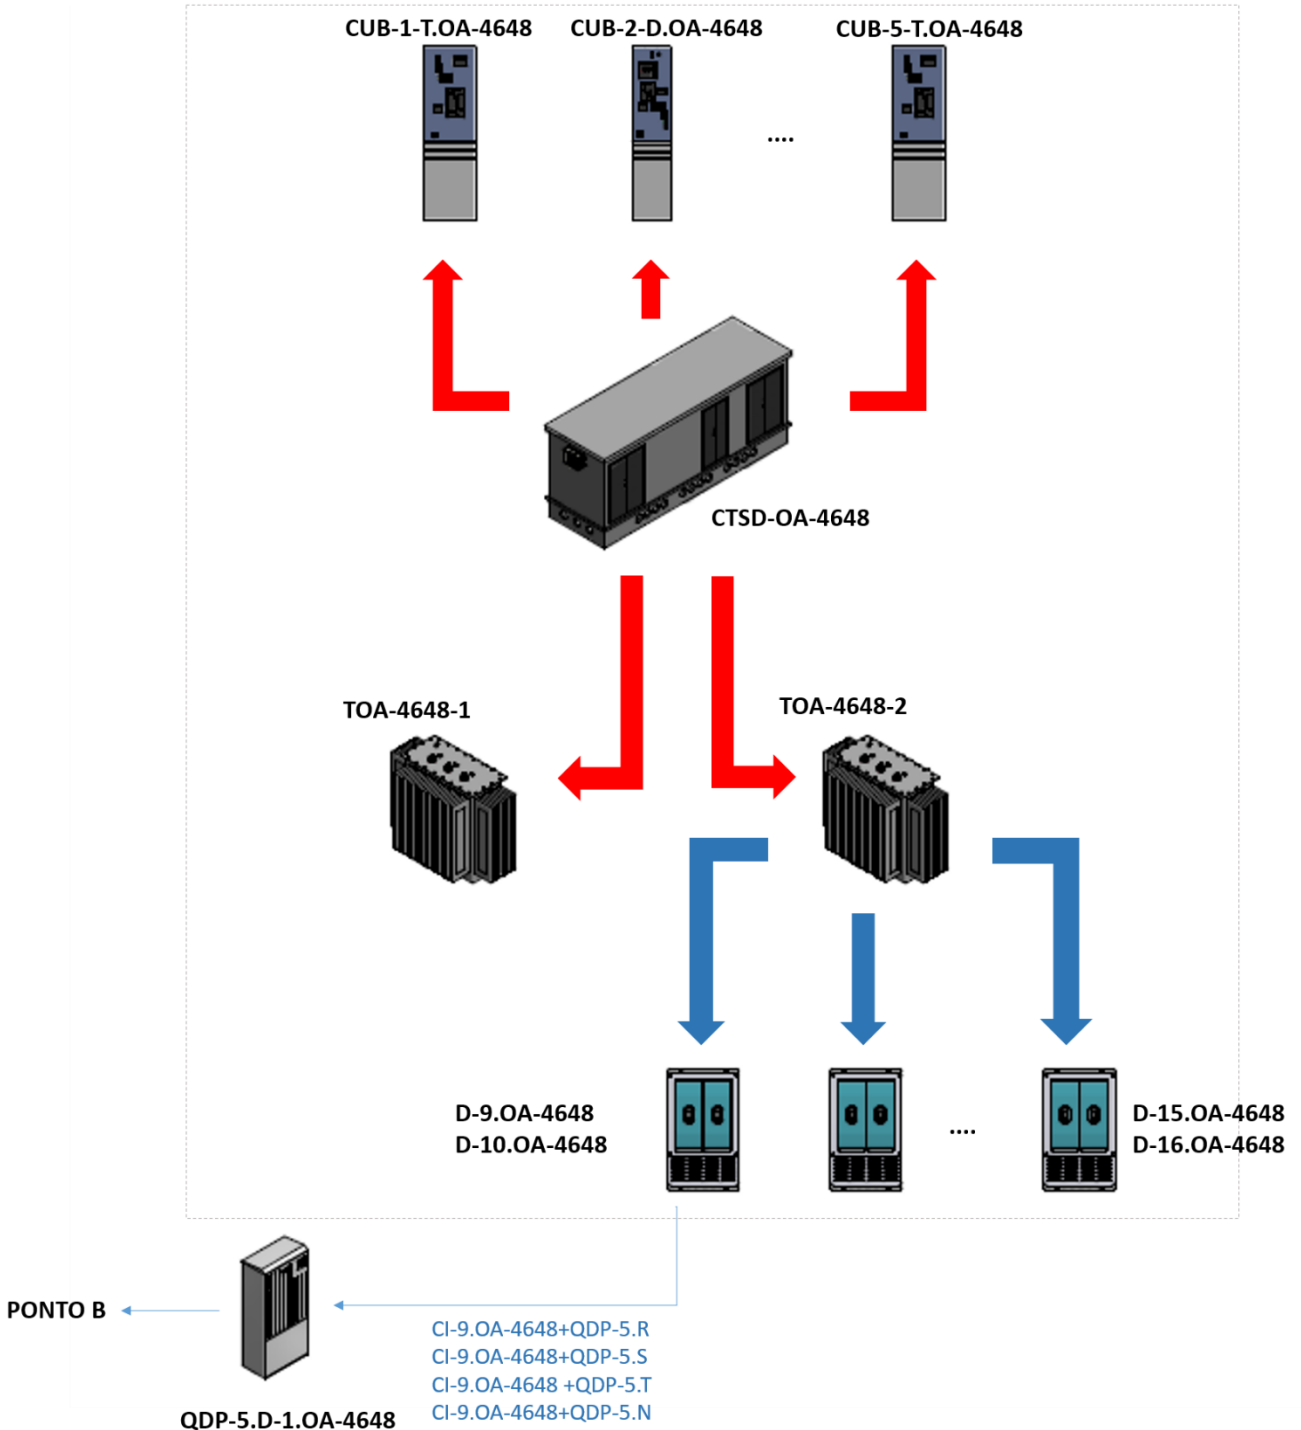 CUB-1-T.OA-4648
CUB-2-D.OA-4648
CUB-5-T.OA-4648
....
CTSD-OA-4648
TOA-4648-1
TOA-4648-2
D-9.OA-4648
D-10.OA-4648
....
D-15.OA-4648
D-16.OA-4648
PONTO B
CI-9.OA-4648+QDP-5.R
CI-9.OA-4648+QDP-5.S
CI-9.OA-4648 +QDP-5.T
CI-9.OA-4648+QDP-5.N
QDP-5.D-1.OA-4648